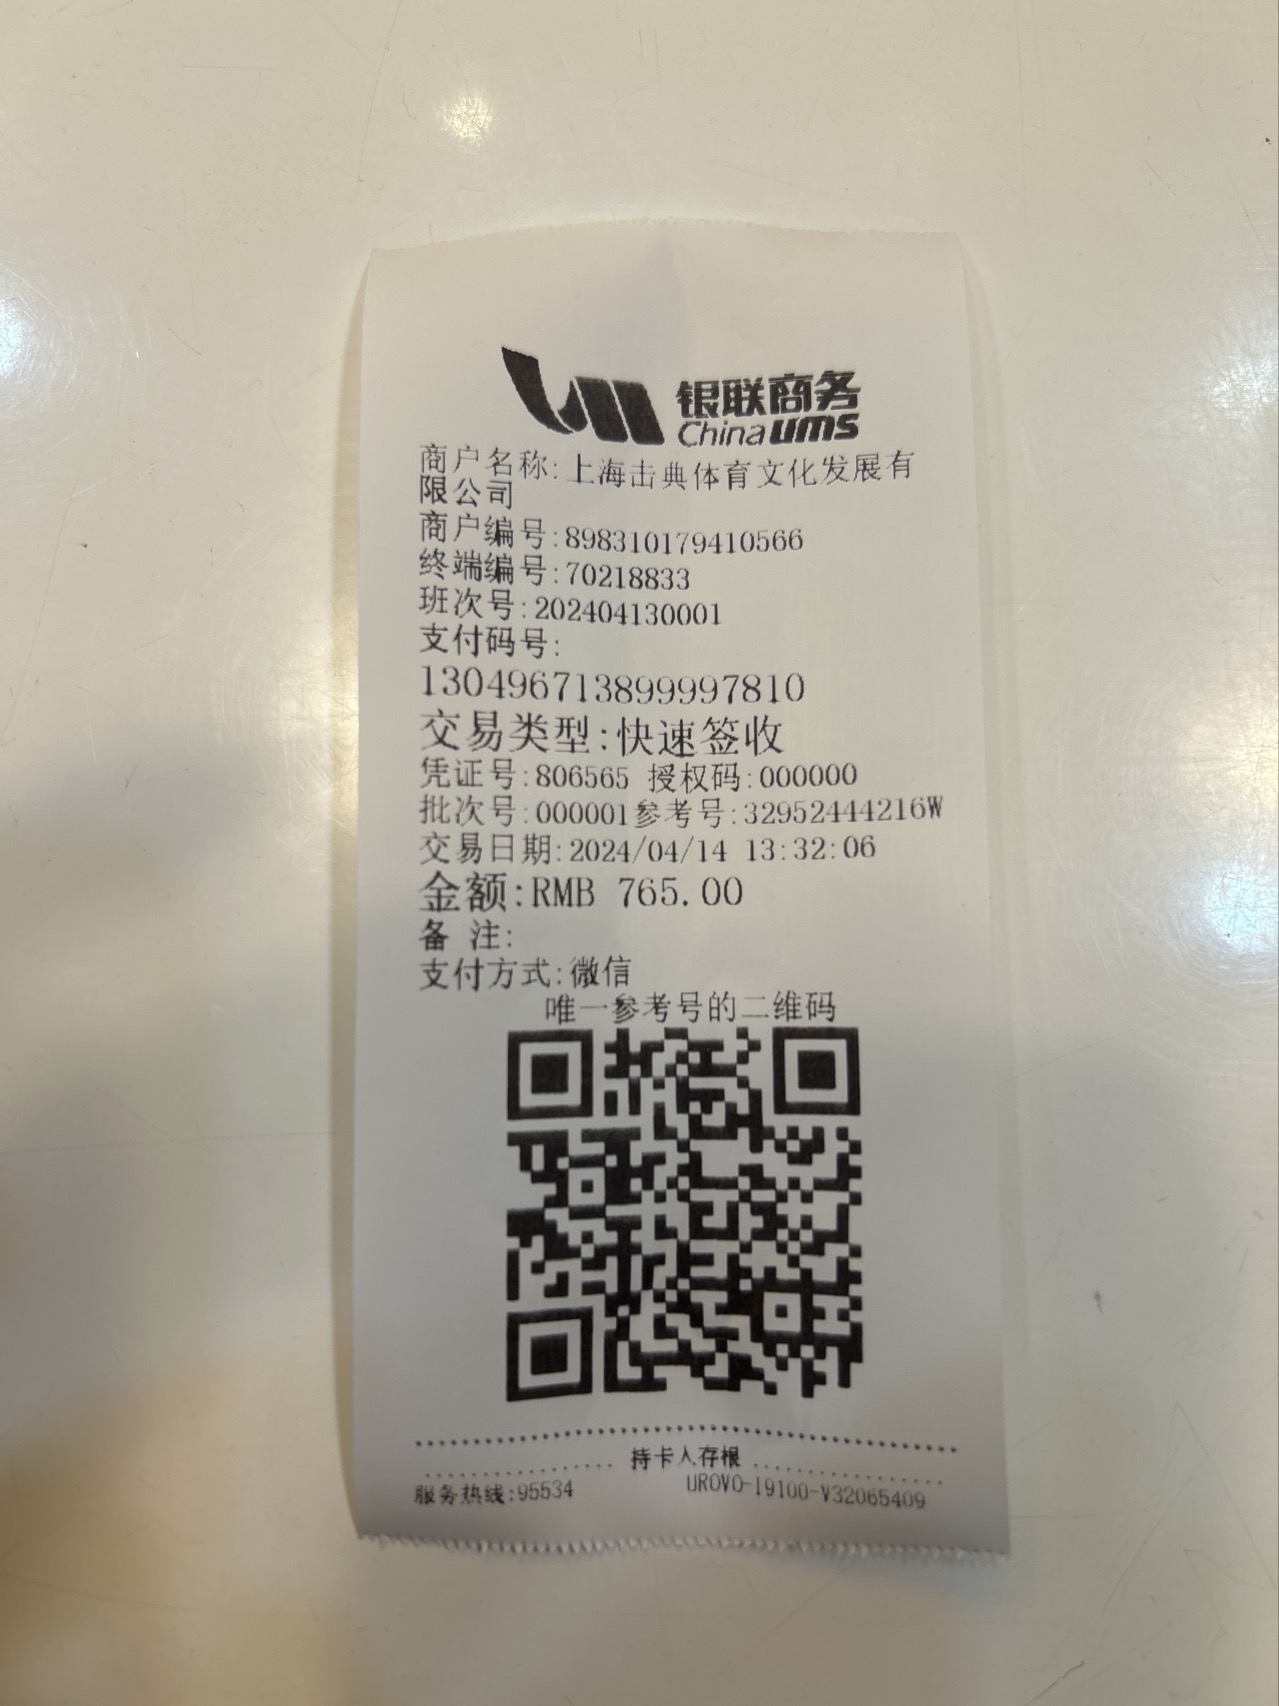 银联商务
Chinaums
商户名称:上海击典体育文化发展有
限公司
商户编号:898310179410566
终端编号:70218833
班次号:202404130001
支付码号:
130496713899997810
交易类型:快速签收
凭证号:806565 授权码:000000
批次号:000001参考号:32952444216W
交易日期:2024/04/14 13:32:06
金额:RMB 765.00
备 注:
支付方式:微信
唯一参考号的二维码
持卡人存根
服务热线:95534 UROVO-I9100-V32065409